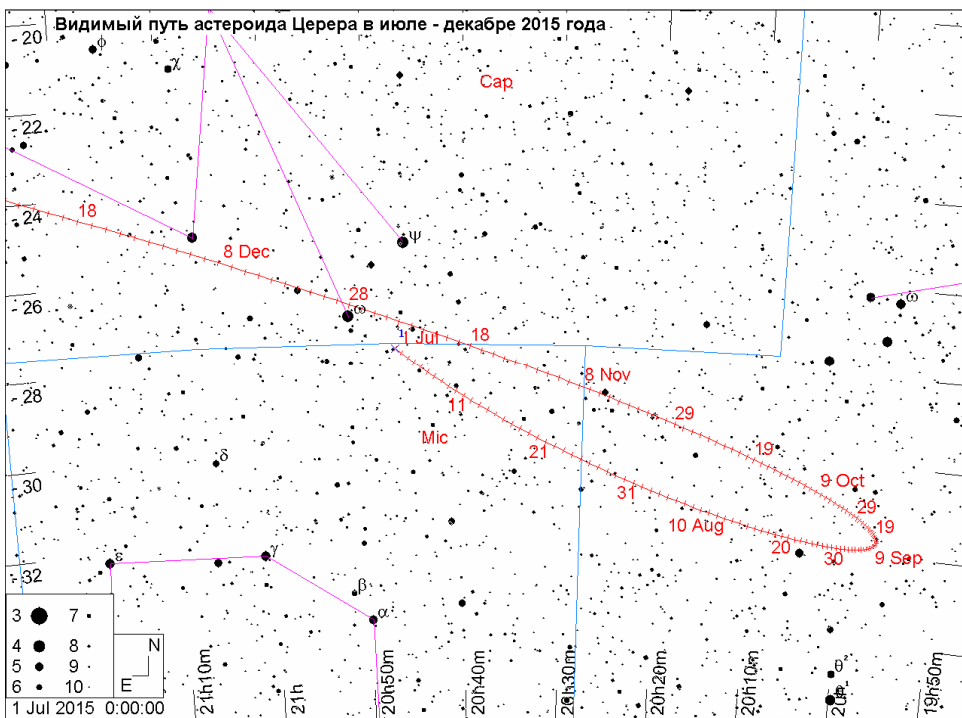 Видимый путь астероида Церера в июле - декабре 2015 года
- 20
ϕ
χ
Cap
- 22
- 24
18
8 Dec
ψ
- 26
28
ω
ω
1
1 Jul
18
- 28
8 Nov
11
29
Mic
21
19
δ
- 30
31
9 Oct
29
10 Aug
19
20
30
9 Sep
- 32
ε
γ
β
α
3 7
4 8
5 9
6 10
N
E
21h10m
21h
20h50m
20h40m
20h30m
20h20m
20h10m
20h
19h50m
θ²
1 Jul 2015 0:00:00